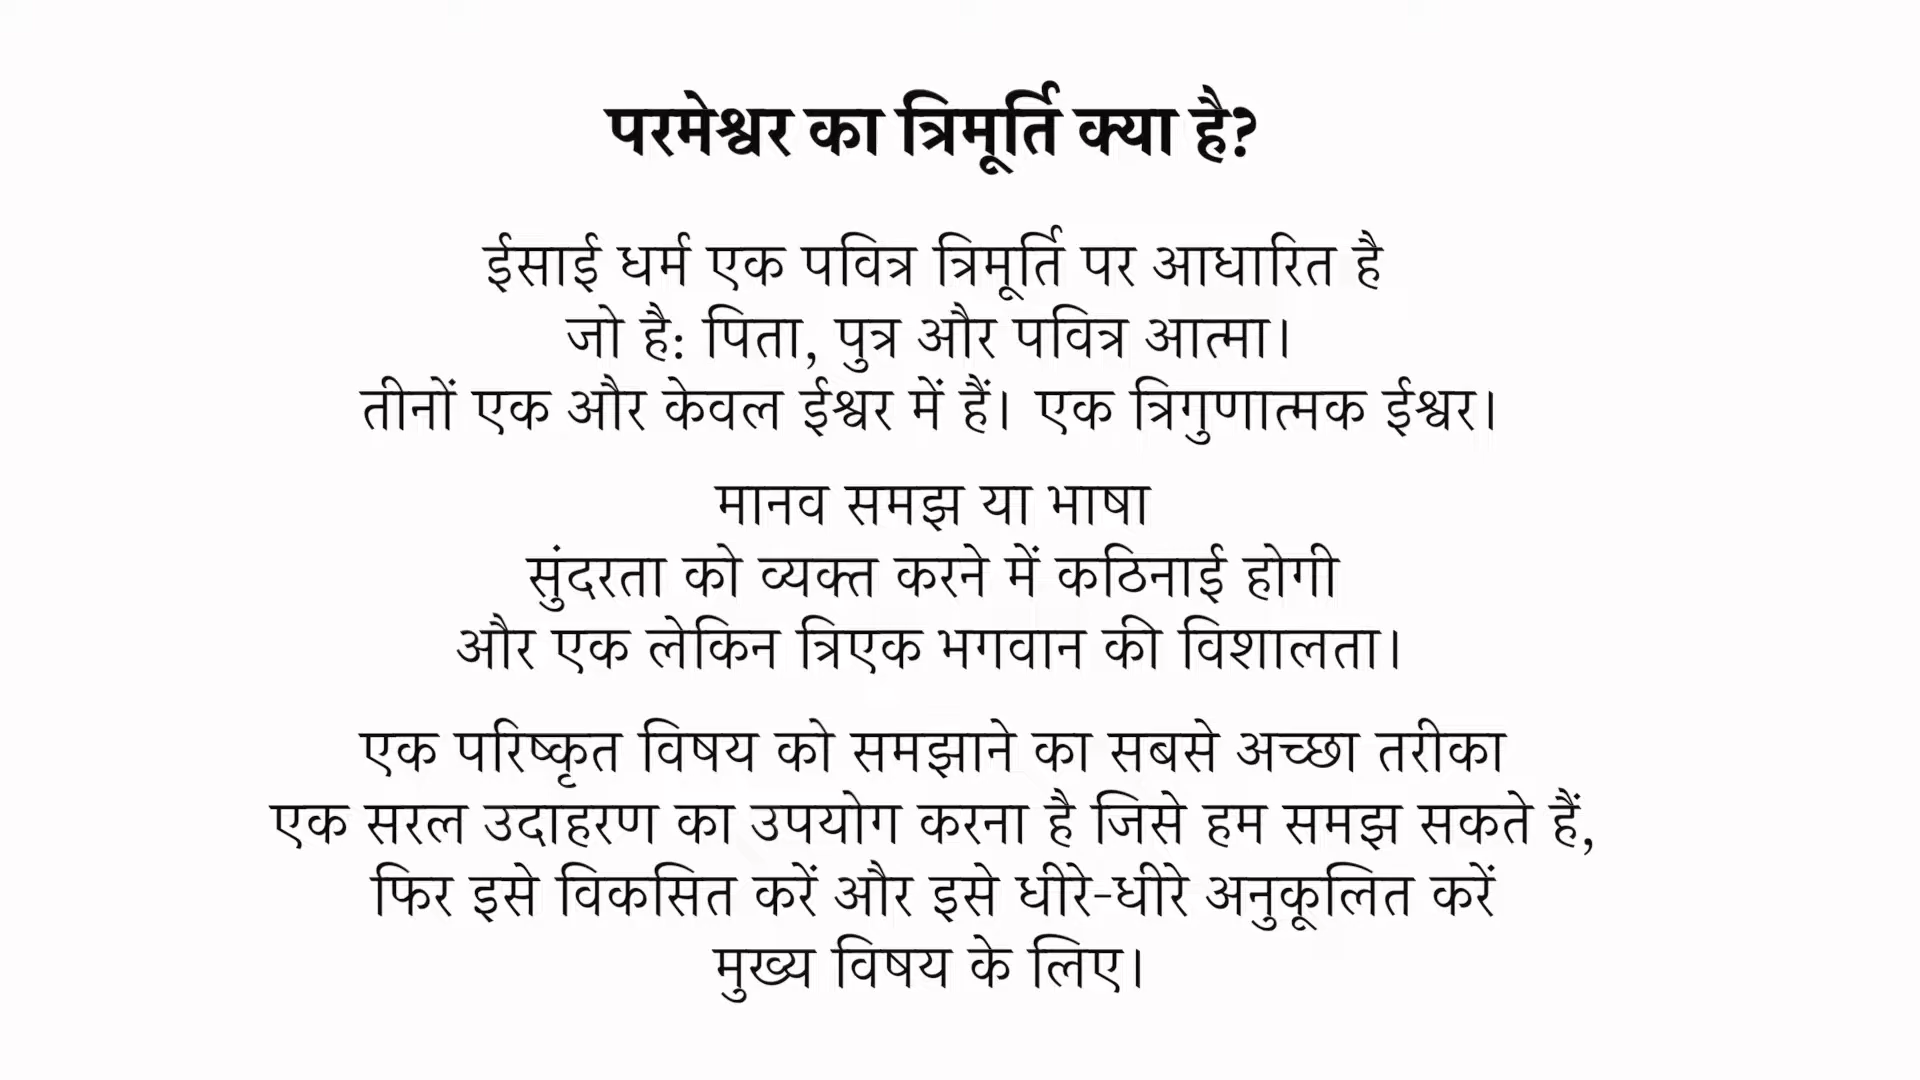 परमेश्वर का त्रिमूर्ति क्या है?
ईसाई धर्म एक पवित्र त्रिमूर्ति पर आधारित है
जो है: पिता, पुत्र और पवित्र आत्मा।
तीनों एक और केवल ईश्वर में हैं। एक त्रिगुणात्मक ईश्वर।
मानव समझ या भाषा
सुंदरता को व्यक्त करने में कठिनाई होगी
और एक लेकिन त्रिएक भगवान की विशालता।
एक परिष्कृत विषय को समझाने का सबसे अच्छा तरीका
एक सरल उदाहरण का उपयोग करना है जिसे हम समझ सकते हैं,
फिर इसे विकसित करें और इसे धीरे-धीरे अनुकूलित करें
मुख्य विषय के लिए।